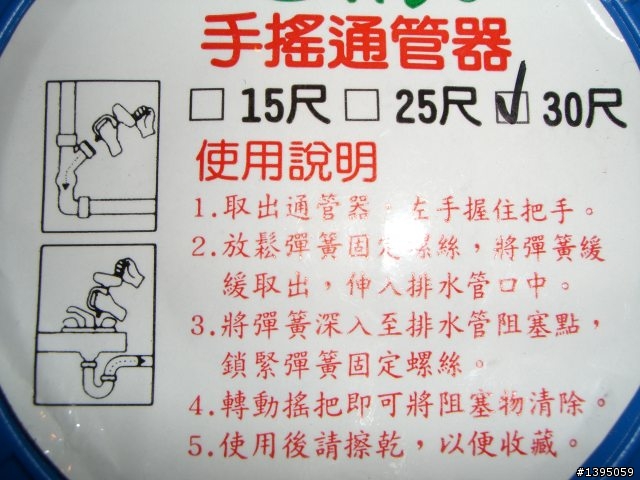 手搖通管器
□ 15尺 □ 25尺 ☑ 30尺
使用說明
1.取出通管器，左手握住把手。
2.放鬆彈簧固定螺絲，將彈簧緩
緩取出，伸入排水管口中。
3.將彈簧深入至排水管阻塞點，
鎖緊彈簧固定螺絲。
4.轉動搖把即可將阻塞物清除。
5.使用後請擦乾，以便收藏。
#1395059